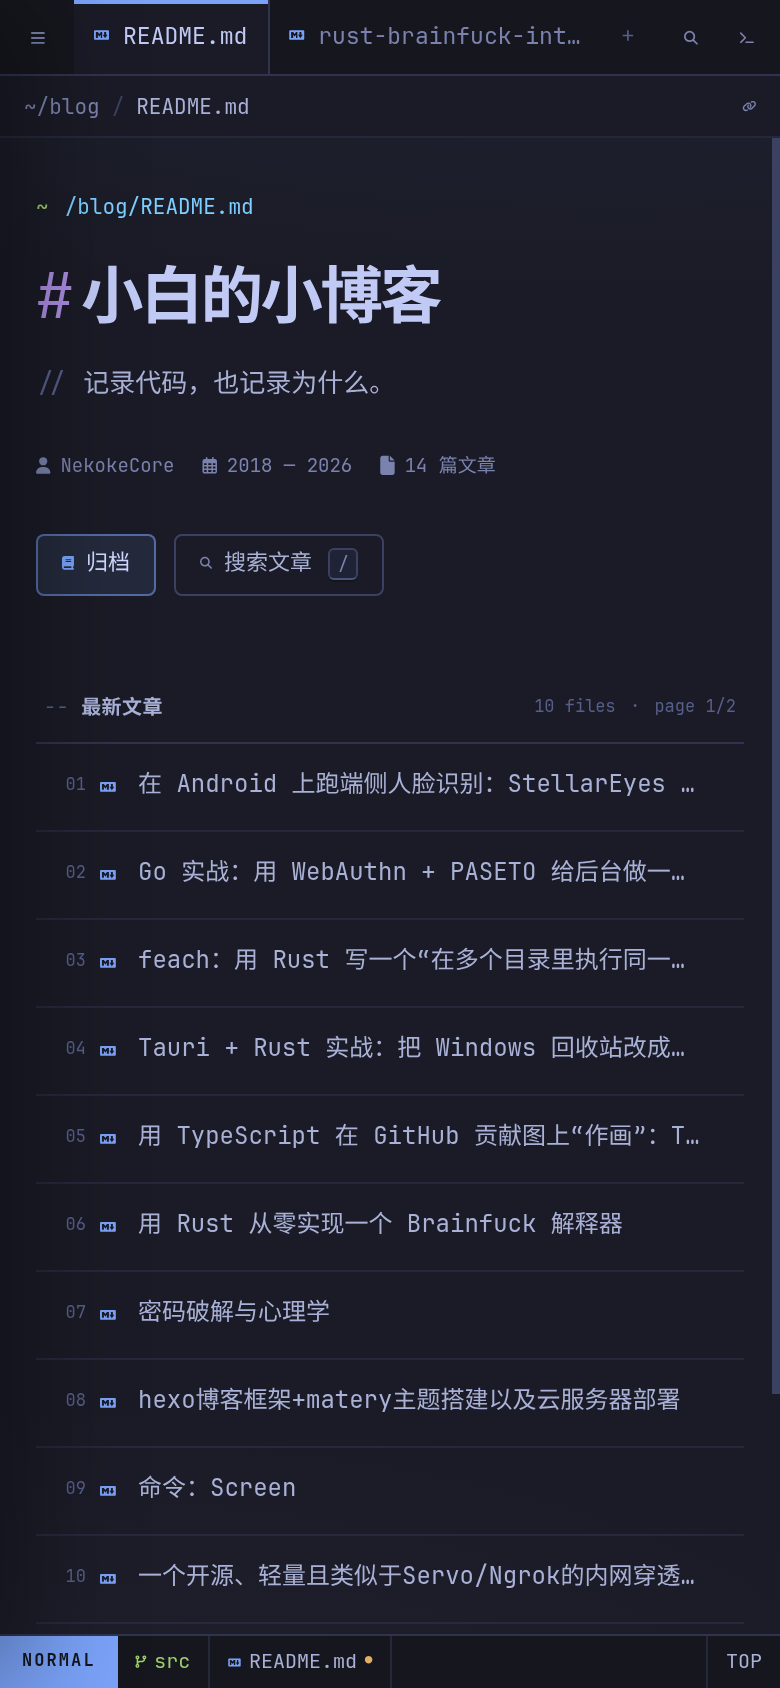 README.md rust-brainfuck-int… +
~/blog / README.md
~ /blog/README.md
# 小白的小博客
// 记录代码，也记录为什么。
NekokeCore 2018 — 2026 14 篇文章
归档 搜索文章 /
-- 最新文章 10 files · page 1/2
01 在 Android 上跑端侧人脸识别：StellarEyes …
02 Go 实战：用 WebAuthn + PASETO 给后台做一…
03 feach：用 Rust 写一个“在多个目录里执行同一…
04 Tauri + Rust 实战：把 Windows 回收站改成…
05 用 TypeScript 在 GitHub 贡献图上“作画”：T…
06 用 Rust 从零实现一个 Brainfuck 解释器
07 密码破解与心理学
08 hexo博客框架+matery主题搭建以及云服务器部署
09 命令：Screen
10 一个开源、轻量且类似于Servo/Ngrok的内网穿透…
NORMAL src README.md TOP